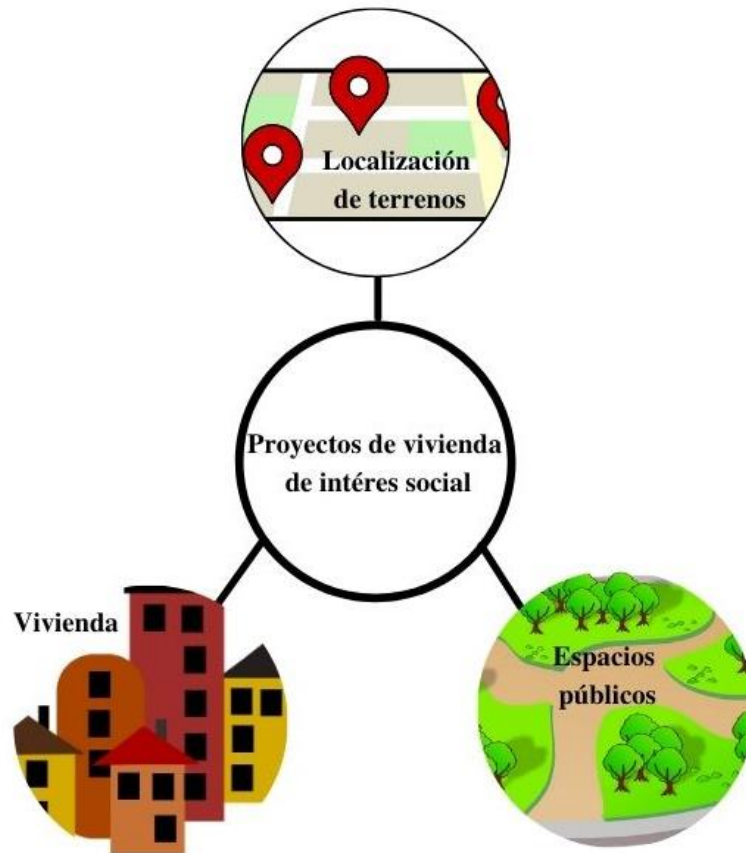 Localización
de terrenos
Proyectos de vivienda
de intéres social
Vivienda
Espacios
públicos